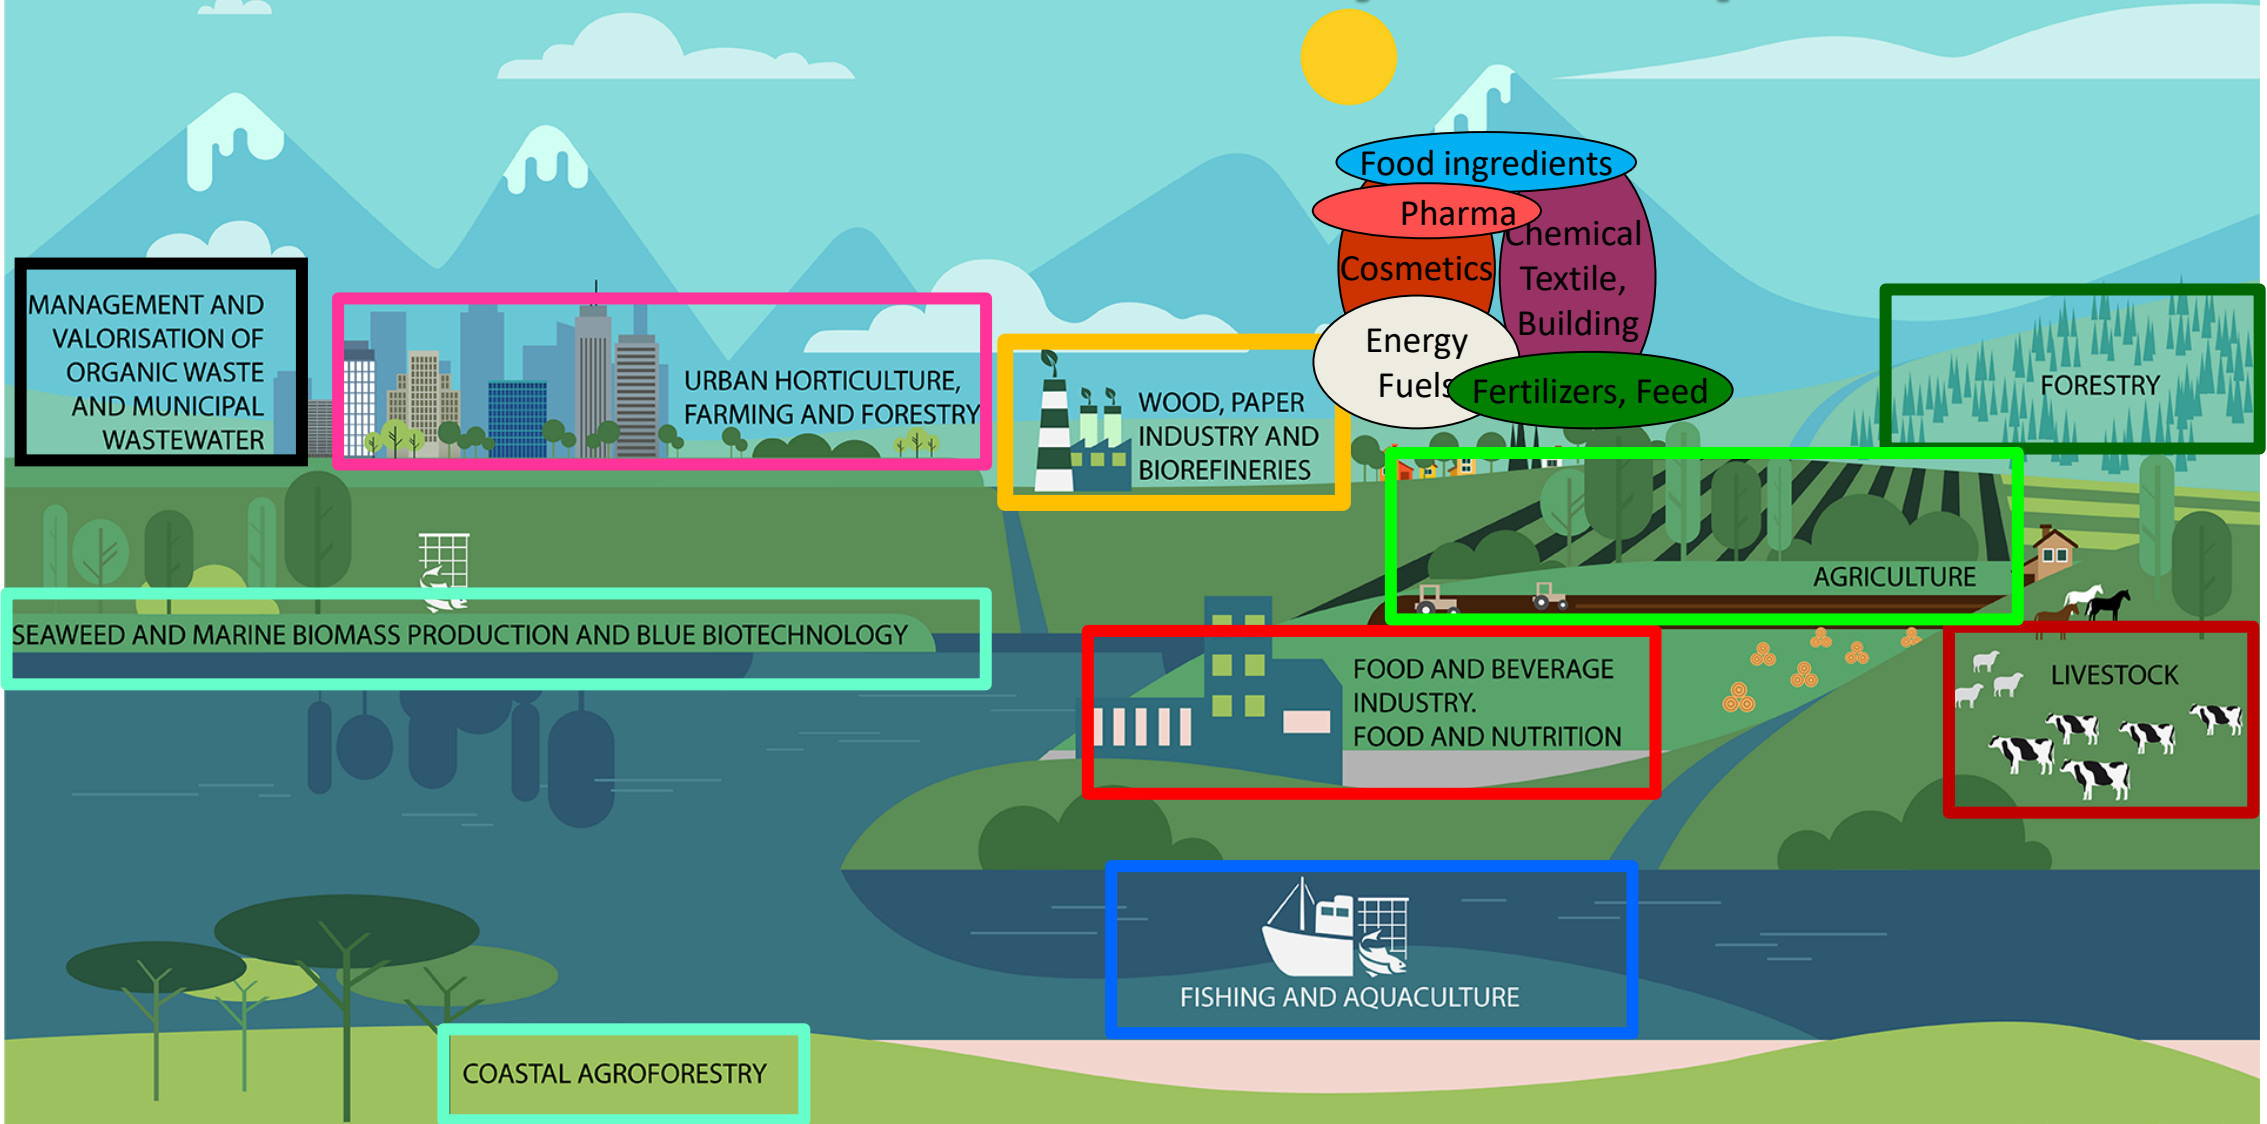 Food ingredients
Pharma
Chemical
Textile,
Building
Cosmetics
Energy
Fuels
Fertilizers, Feed
MANAGEMENT AND
VALORISATION OF
ORGANIC WASTE
AND MUNICIPAL
WASTEWATER
URBAN HORTICULTURE,
FARMING AND FORESTRY
WOOD, PAPER
INDUSTRY AND
BIOREFINERIES
FORESTRY
AGRICULTURE
SEAWEED AND MARINE BIOMASS PRODUCTION AND BLUE BIOTECHNOLOGY
FOOD AND BEVERAGE
INDUSTRY.
FOOD AND NUTRITION
LIVESTOCK
FISHING AND AQUACULTURE
COASTAL AGROFORESTRY